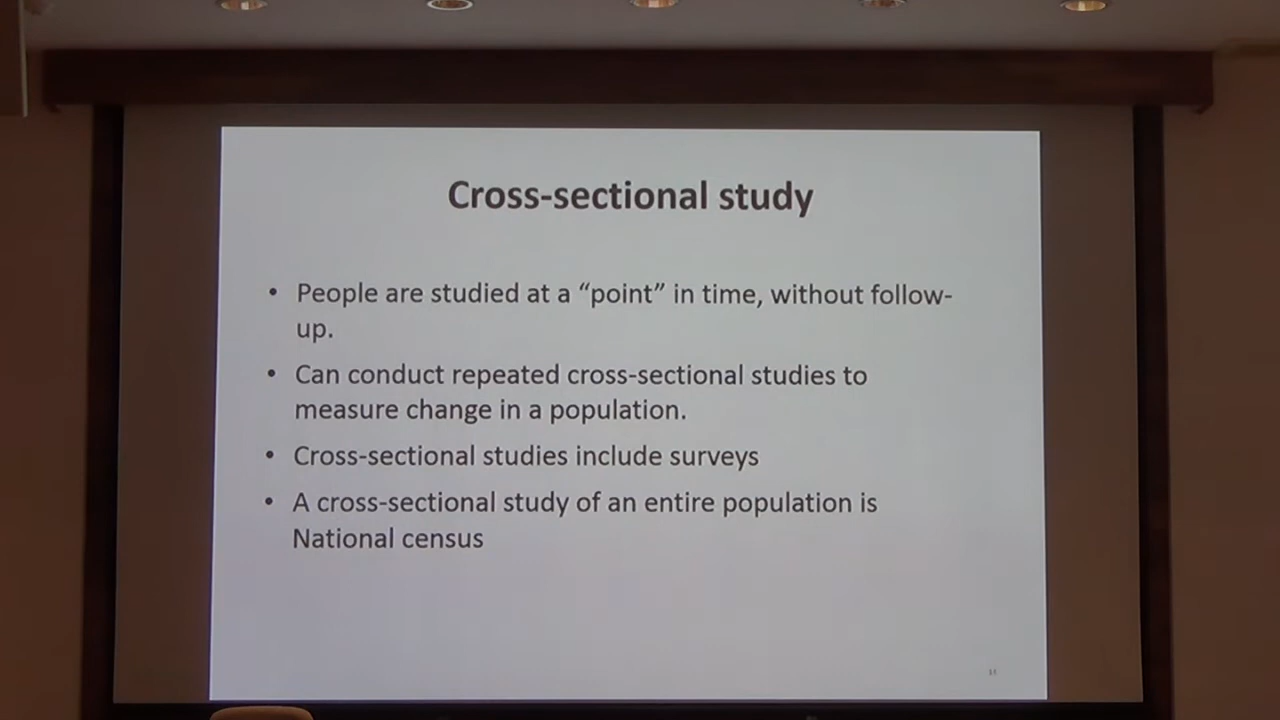 Cross-sectional study
• People are studied at a “point” in time, without follow-
up.
• Can conduct repeated cross-sectional studies to
measure change in a population.
• Cross-sectional studies include surveys
• A cross-sectional study of an entire population is
National census